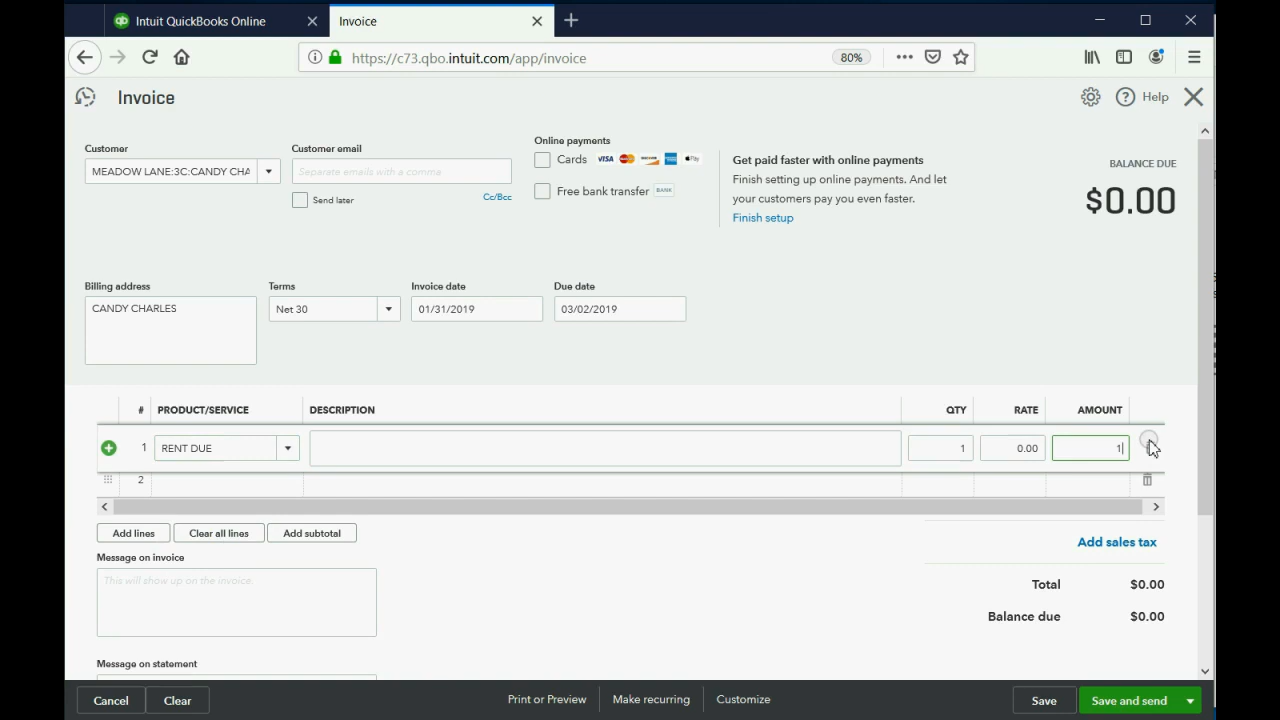 Intuit QuickBooks Online
Invoice
https://c73.qbo.intuit.com/app/invoice
80%
Invoice
Help
Customer
MEADOW LANE:3C:CANDY CHA
Customer email
Separate emails with a comma
Send later
Cc/Bcc
Online payments
Cards VISA
Free bank transfer BANK
Get paid faster with online payments
Finish setting up online payments. And let
your customers pay you even faster.
Finish setup
BALANCE DUE
$0.00
Billing address
CANDY CHARLES
Terms
Net 30
Invoice date
01/31/2019
Due date
03/02/2019
# PRODUCT/SERVICE DESCRIPTION QTY RATE AMOUNT
1 RENT DUE 1 0.00 1
2
Add lines Clear all lines Add subtotal
Add sales tax
Message on invoice
This will show up on the invoice.
Total $0.00
Balance due $0.00
Message on statement
Cancel Clear Print or Preview Make recurring Customize Save Save and send